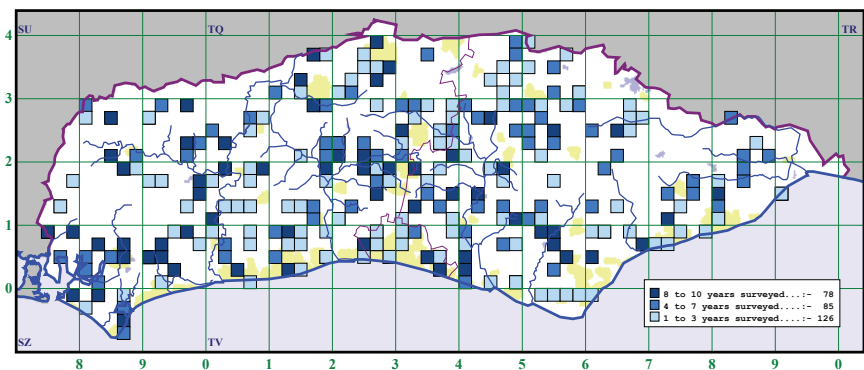 SU TQ TR
4
3
2
1
0
8 to 10 years surveyed...:- 78
4 to 7 years surveyed....:- 85
1 to 3 years surveyed....:- 126
SZ TV
8 9 0 1 2 3 4 5 6 7 8 9 0